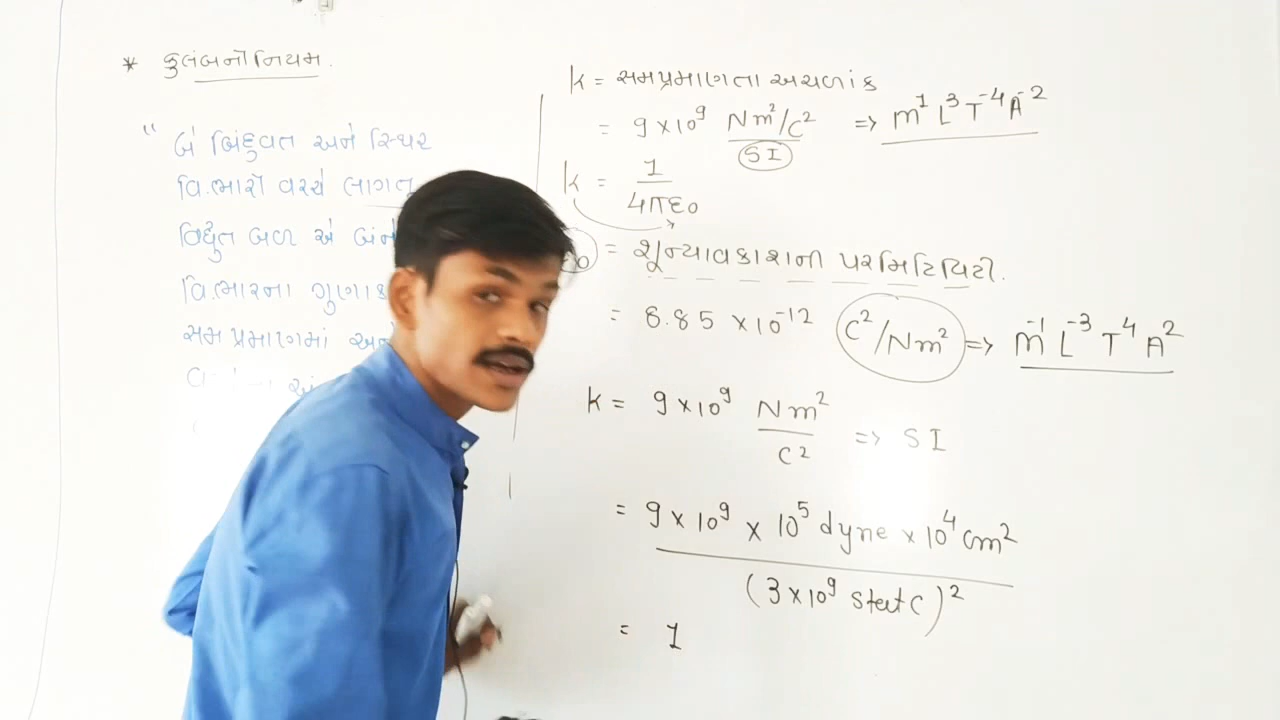 * કુલંબનો નિયમ.
" બે બિંદુવત અને સ્થિર
વિ.ભારો વચ્ચે લાગતુ
વિદ્યુત બળ એ બંને
વિ.ભારના
સમપ્રમાણમાં
k = સમપ્રમાણતા અચળાંક
= 9 × 10⁹ Nm²/C² => M¹ L³ T⁻⁴ A⁻²
SI
k = 1 / 4πε₀
= શૂન્યાવકાશની પરમિટિવિટી.
= 8.85 × 10⁻¹² C²/Nm² => M⁻¹ L⁻³ T⁴ A²
k = 9 × 10⁹ Nm² / C² => SI
= 9 × 10⁹ × 10⁵ dyne × 10⁴ cm²
(3 × 10⁹ statC)²
= 1